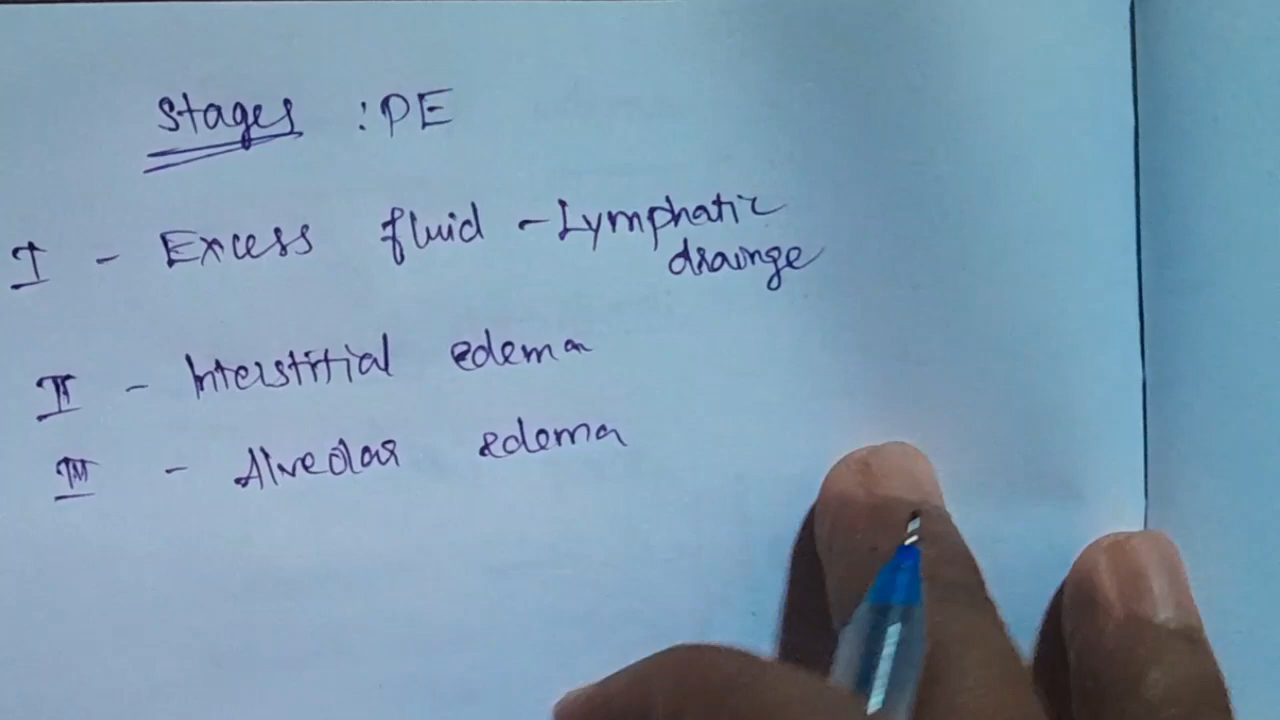 Stages : PE
I - Excess fluid - Lymphatic
drainge
II - Interstitial edema
III - Alveolar edema